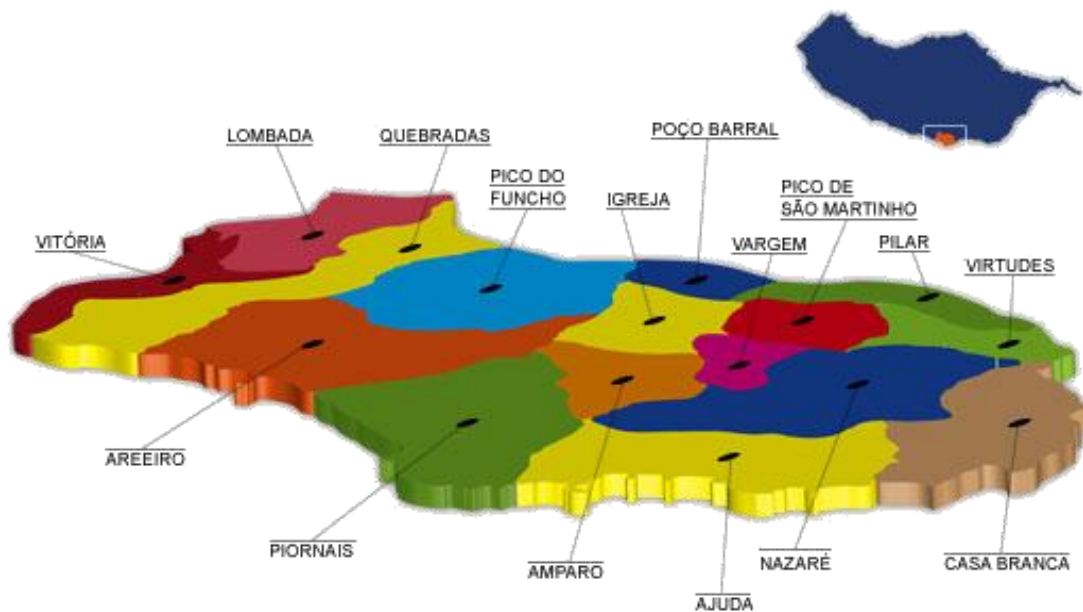 LOMBADA
QUEBRADAS
POÇO BARRAL
PICO DO
FUNCHO
IGREJA
PICO DE
SÃO MARTINHO
VITÓRIA
VARGEM
PILAR
VIRTUDES
AREEIRO
PIORNAIS
AMPARO
AJUDA
NAZARÉ
CASA BRANCA